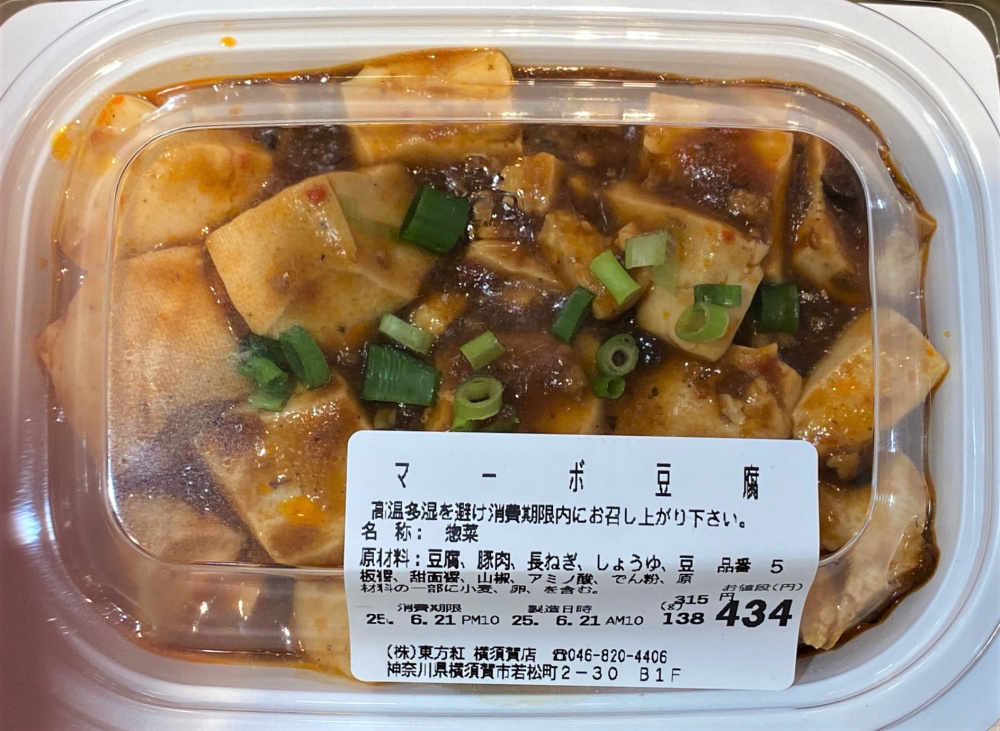 マーボ豆腐
高温多湿を避け消費期限内にお召し上がり下さい。
名 称: 惣菜
原材料:豆腐、豚肉、長ねぎ、しょうゆ、豆 品番 5
板醤、甜面醤、山椒、アミノ酸、でん粉、原
材料の一部に小麦、卵、を含む。
お値段(円)
315 円
消費期限 製造日時 (g)
25. 6.21 PM10 25. 6.21 AM10 138 434
(株)東方紅 横須賀店 ☎046-820-4406
神奈川県横須賀市若松町2-30 B1F